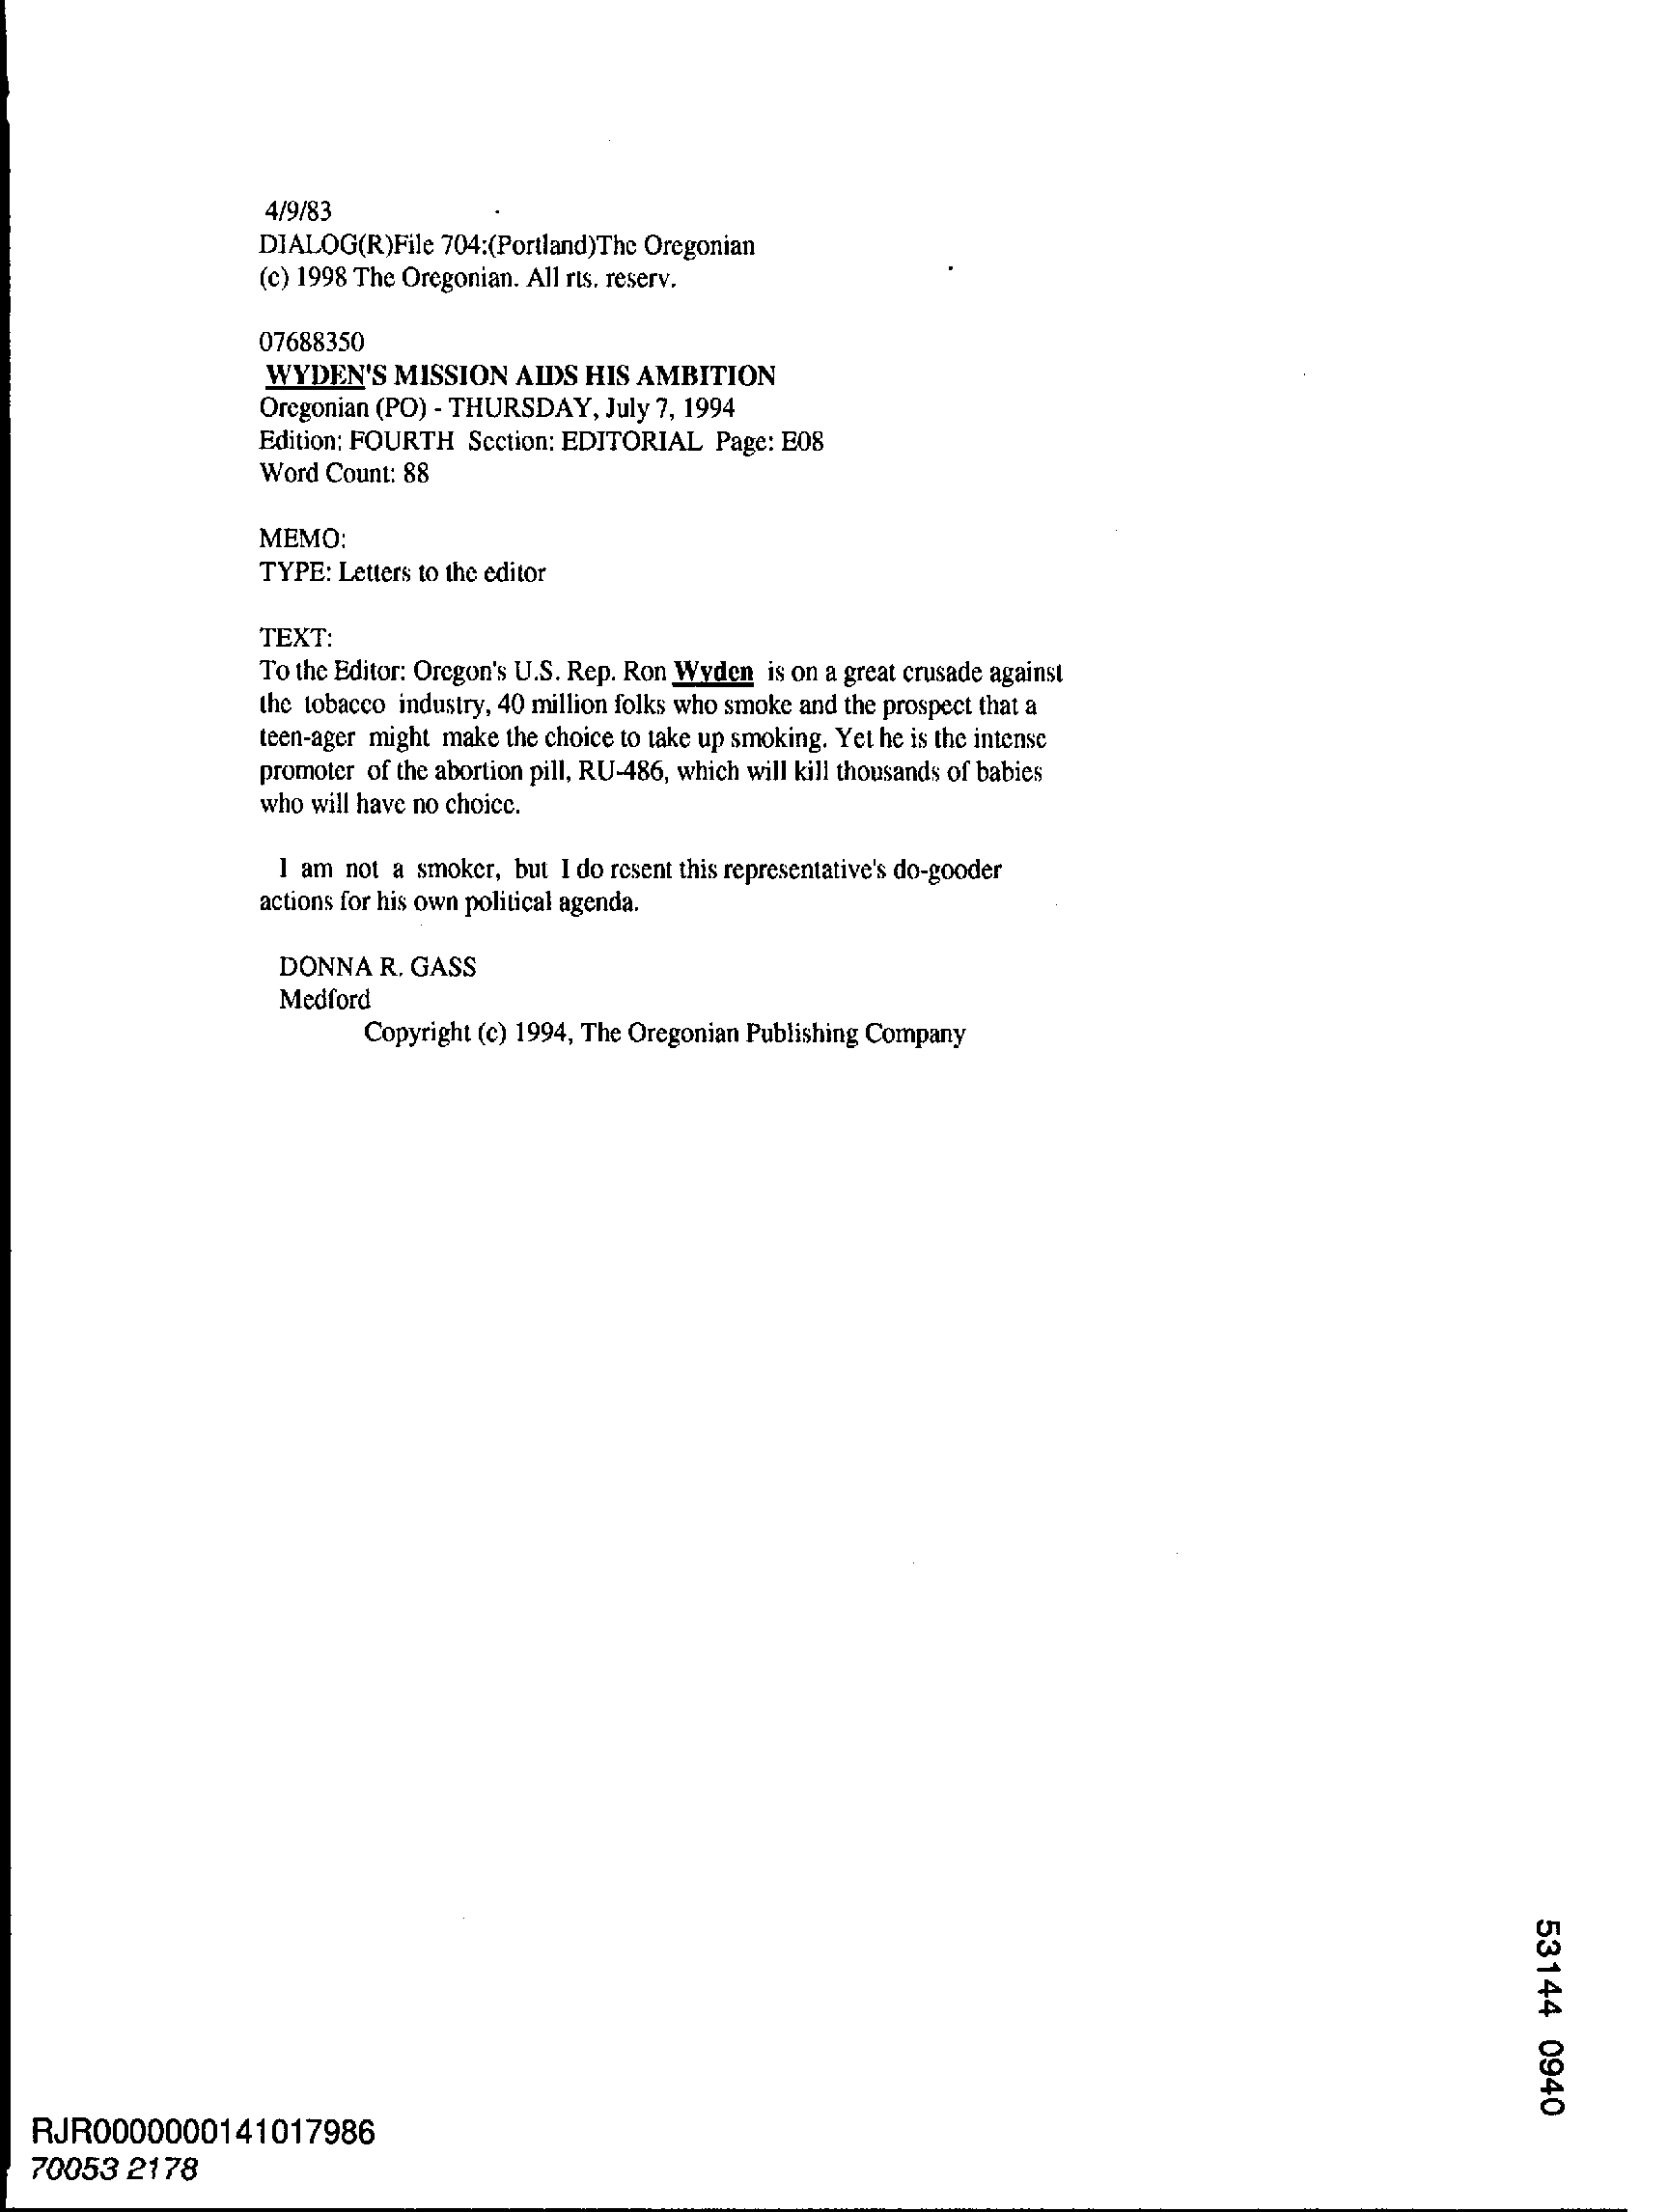 4/9/83
DIALOG(R)File 704:(Portland)The Oregonian
(c) 1998 The Oregonian. All rts. reserv.
07688350
WYDEN'S MISSION AIDS HIS AMBITION
Oregonian (PO) - THURSDAY, July 7, 1994
Edition: FOURTH Section: EDITORIAL Page: E08
Word Count: 88
MEMO:
TYPE: Letters to the editor
TEXT:
To the Editor: Oregon's U.S. Rep. Ron Wyden is on a great crusade against
the tobacco industry, 40 million folks who smoke and the prospect that a
teen-ager might make the choice to take up smoking. Yet he is the intense
promoter of the abortion pill, RU-486, which will kill thousands of babies
who will have no choice.
I am not a smoker, but I do resent this representative's do-gooder
actions for his own political agenda.
DONNA R. GASS
Medford
Copyright (c) 1994, The Oregonian Publishing Company
53144 0940
RJR0000000141017986
70053 2178